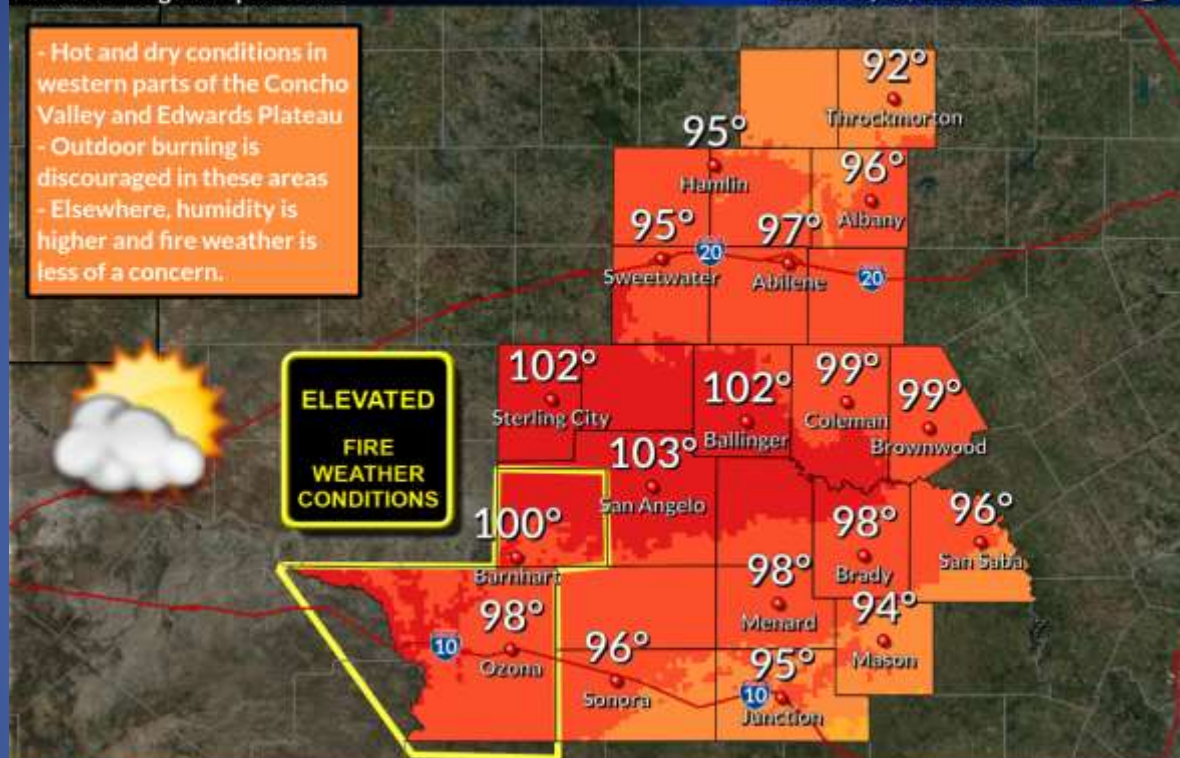 - Hot and dry conditions in
western parts of the Concho
Valley and Edwards Plateau
- Outdoor burning is
discouraged in these areas
- Elsewhere, humidity is
higher and fire weather is
less of a concern.
92°
Throckmorton
95°
Hamlin
96°
Albany
95°
Sweetwater
20
97°
Abilene
20
ELEVATED
FIRE
WEATHER
CONDITIONS
102°
Sterling City
102°
Ballinger
99°
Coleman
99°
Brownwood
103°
San Angelo
100°
Barnhart
98°
Brady
96°
San Saba
98°
Menard
94°
Mason
10
98°
Ozona
96°
Sonora
10
95°
Junction